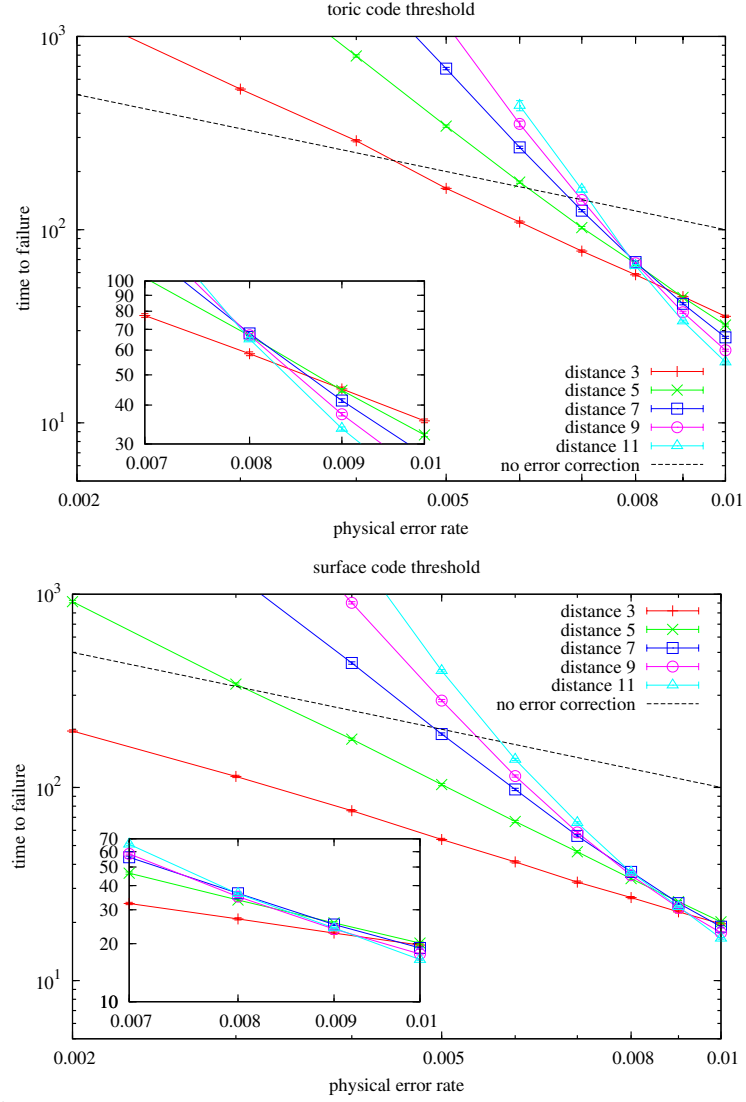 toric code threshold
10^3
10^2
10^1
time to failure
100
90
80
70
60
50
40
30
0.007
0.008
0.009
0.01
distance 3
distance 5
distance 7
distance 9
distance 11
no error correction
0.002
0.005
0.008
0.01
physical error rate
surface code threshold
10^3
10^2
10^1
time to failure
distance 3
distance 5
distance 7
distance 9
distance 11
no error correction
70
60
50
40
30
20
10
0.007
0.008
0.009
0.01
0.002
0.005
0.008
0.01
physical error rate